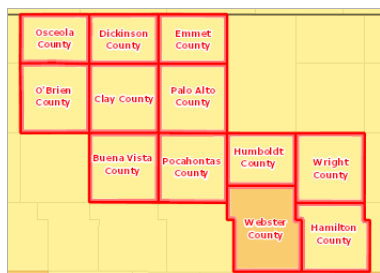 Osceola
County
Dickinson
County
Emmet
County
O'Brien
County
Clay County
Palo Alto
County
Buena Vista
County
Pocahontas
County
Humboldt
County
Wright
County
Webster
County
Hamilton
County